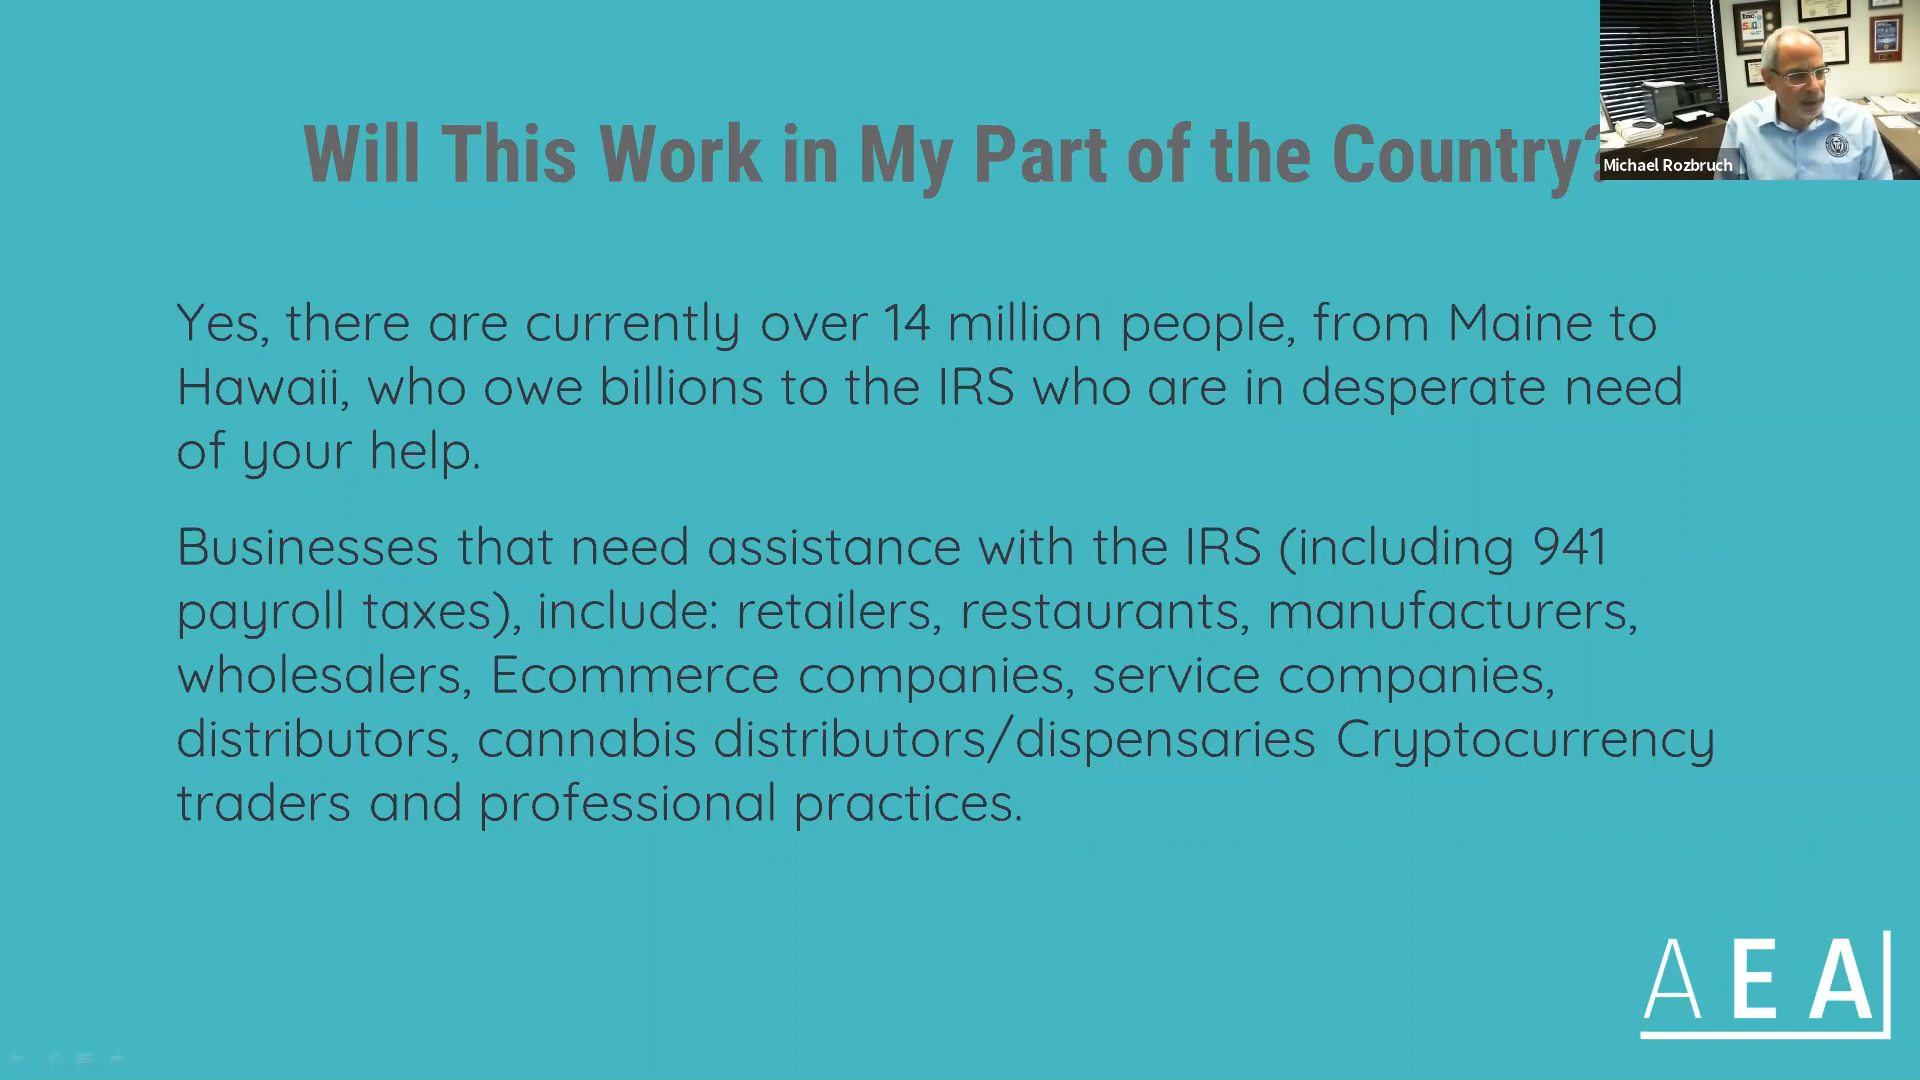 Will This Work in My Part of the Country?
Michael Rozbruch
Yes, there are currently over 14 million people, from Maine to
Hawaii, who owe billions to the IRS who are in desperate need
of your help.
Businesses that need assistance with the IRS (including 941
payroll taxes), include: retailers, restaurants, manufacturers,
wholesalers, Ecommerce companies, service companies,
distributors, cannabis distributors/dispensaries Cryptocurrency
traders and professional practices.
AEA
Inc.